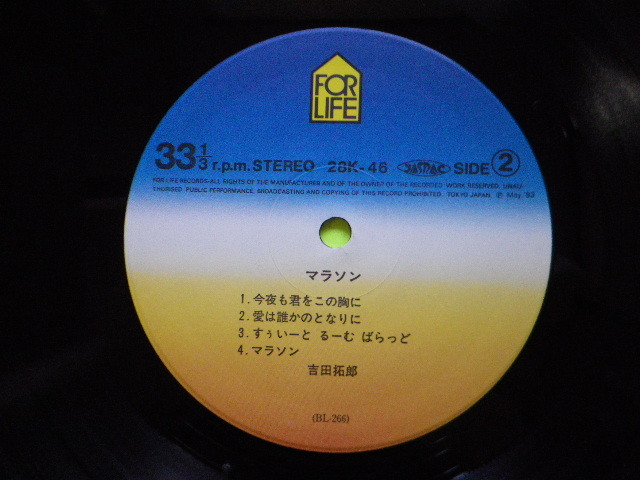 FOR
LIFE
33 1/3 r.p.m. STEREO 28K-46 JASRAC SIDE 2
FOR LIFE RECORDS·ALL RIGHTS OF THE MANUFACTURER AND OF THE OWNER OF THE RECORDED WORK RESERVED. UNAU-
THORISED PUBLIC PERFORMANCE, BROADCASTING AND COPYING OF THIS RECORD PROHIBITED. TOKYO JAPAN. ℗ May. '83
マラソン
1. 今夜も君をこの胸に
2. 愛は誰かのとなりに
3. すぅいーと るーむ ばらっど
4. マラソン
吉田拓郎
(BL-266)